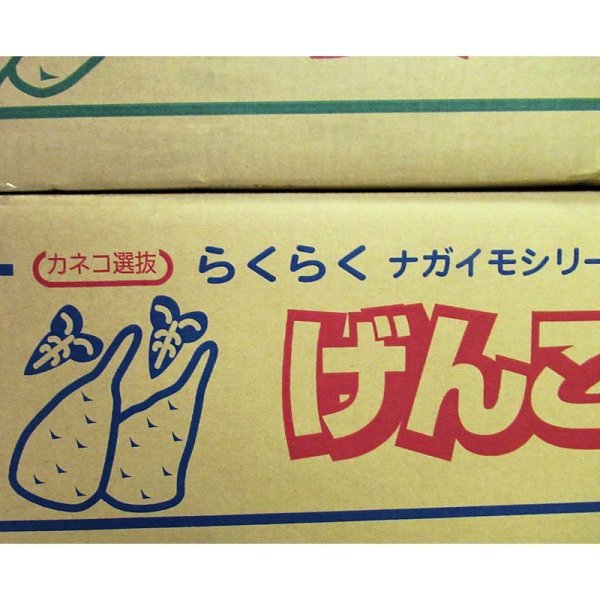 カネコ選抜 らくらく ナガイモシリー
げんこ